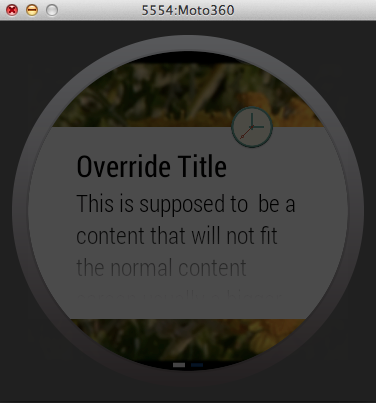 5554:Moto360
Override Title
This is supposed to  be a
content that will not fit
the normal content